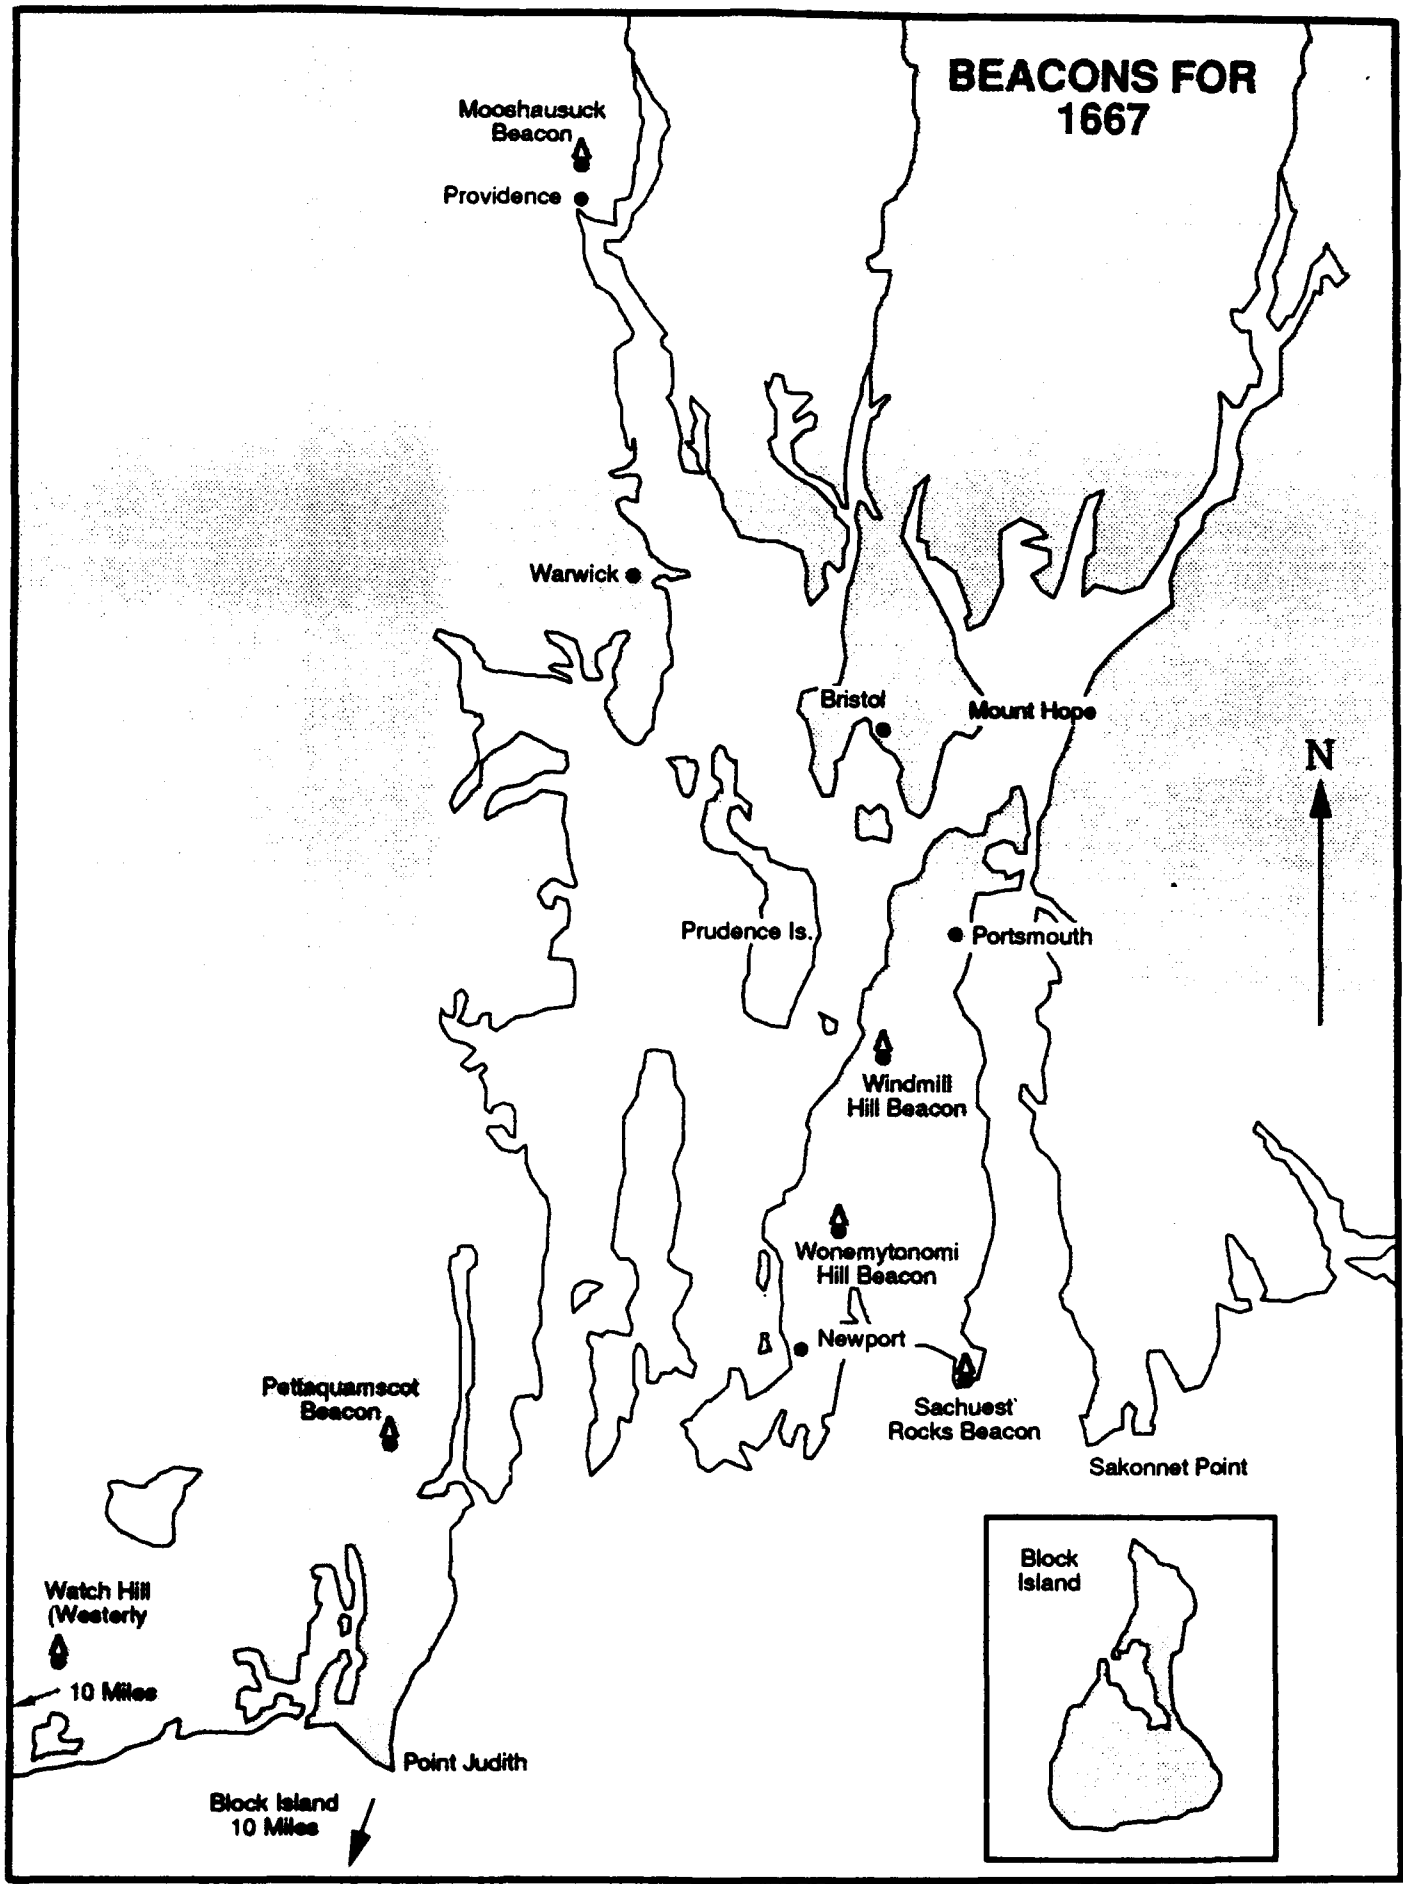 BEACONS FOR
1667
Mooshausuck
Beacon
Providence
Warwick
Bristol
Mount Hope
N
Prudence Is.
Portsmouth
Windmill
Hill Beacon
Wonemytonomi
Hill Beacon
Newport
Pettaquamscot
Beacon
Sachuest
Rocks Beacon
Sakonnet Point
Block
Island
Watch Hill
(Westerly
10 Miles
Point Judith
Block Island
10 Miles